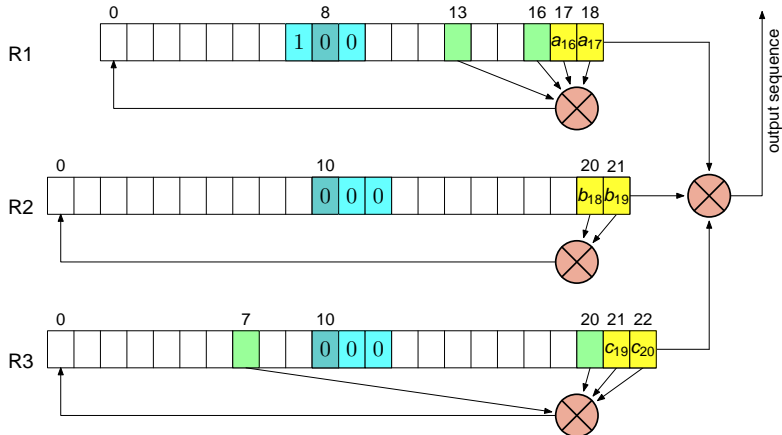 0 8 13 16 17 18
R1 1 0 0 a16 a17
0 10 20 21
R2 0 0 0 b18 b19
0 7 10 20 21 22
R3 0 0 0 c19 c20
output sequence